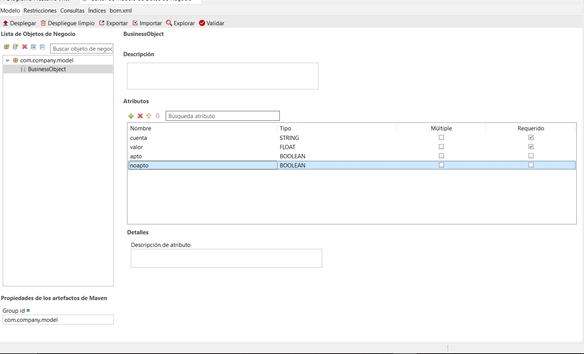 Modelo Restricciones Consultas Índices bom.xml
Desplegar Despliegue limpio Exportar Importar Explorar Validar
Lista de Objetos de Negocio
Buscar objeto de negoc
com.company.model
BusinessObject
Propiedades de los artefactos de Maven
Group id
com.company.model
BusinessObject
Descripción
Atributos
Búsqueda atributo
Nombre Tipo Múltiple Requerido
cuenta STRING
valor FLOAT
apto BOOLEAN
noapto BOOLEAN
Detalles
Descripción de atributo